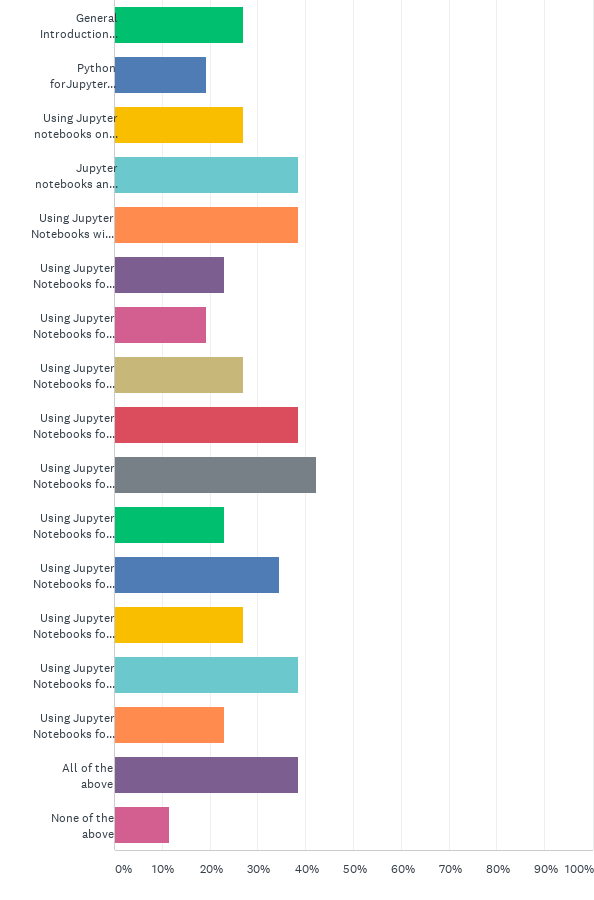 General
Introduction...
Python
forJupyter...
Using Jupyter
notebooks on...
Jupyter
notebooks an...
Using Jupyter
Notebooks wi...
Using Jupyter
Notebooks fo...
Using Jupyter
Notebooks fo...
Using Jupyter
Notebooks fo...
Using Jupyter
Notebooks fo...
Using Jupyter
Notebooks fo...
Using Jupyter
Notebooks fo...
Using Jupyter
Notebooks fo...
Using Jupyter
Notebooks fo...
Using Jupyter
Notebooks fo...
Using Jupyter
Notebooks fo...
All of the
above
None of the
above
0% 10% 20% 30% 40% 50% 60% 70% 80% 90% 100%